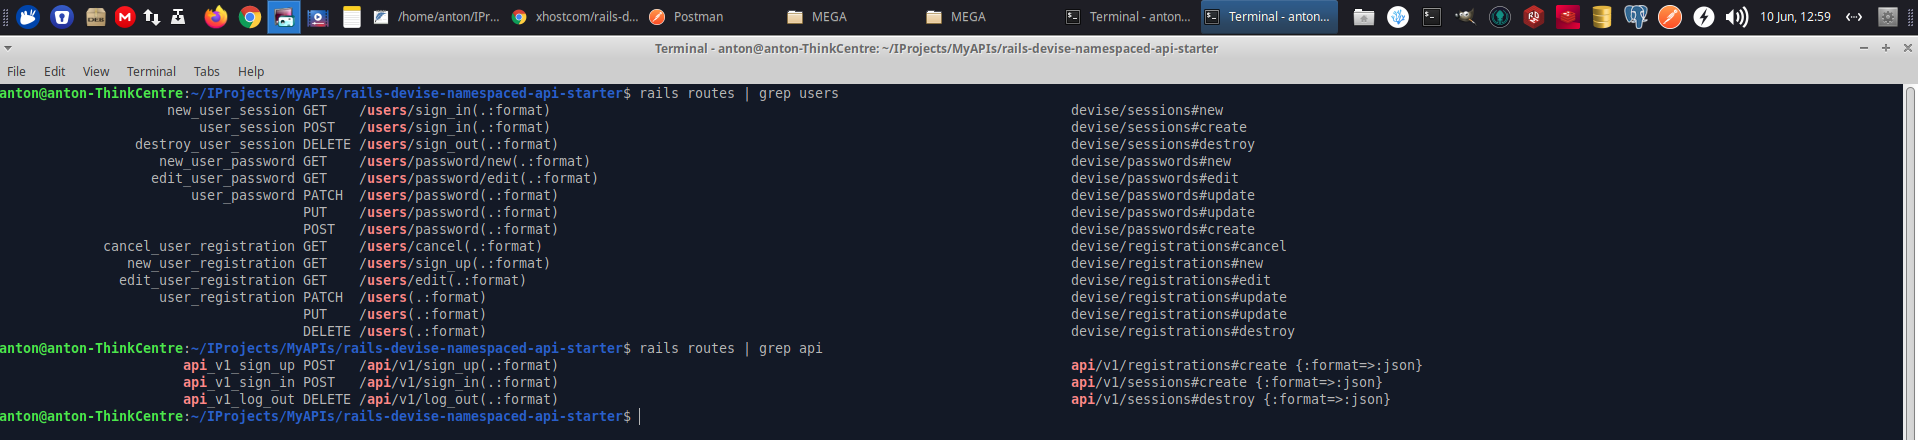 /home/anton/IPr...
xhostcom/rails-d...
Postman
MEGA
MEGA
Terminal - anton...
Terminal - anton...
10 Jun, 12:59
Terminal - anton@anton-ThinkCentre: ~/IProjects/MyAPIs/rails-devise-namespaced-api-starter
File Edit View Terminal Tabs Help
anton@anton-ThinkCentre:~/IProjects/MyAPIs/rails-devise-namespaced-api-starter$ rails routes | grep users
new_user_session GET /users/sign_in(.:format) devise/sessions#new
user_session POST /users/sign_in(.:format) devise/sessions#create
destroy_user_session DELETE /users/sign_out(.:format) devise/sessions#destroy
new_user_password GET /users/password/new(.:format) devise/passwords#new
edit_user_password GET /users/password/edit(.:format) devise/passwords#edit
user_password PATCH /users/password(.:format) devise/passwords#update
PUT /users/password(.:format) devise/passwords#update
POST /users/password(.:format) devise/passwords#create
cancel_user_registration GET /users/cancel(.:format) devise/registrations#cancel
new_user_registration GET /users/sign_up(.:format) devise/registrations#new
edit_user_registration GET /users/edit(.:format) devise/registrations#edit
user_registration PATCH /users(.:format) devise/registrations#update
PUT /users(.:format) devise/registrations#update
DELETE /users(.:format) devise/registrations#destroy
anton@anton-ThinkCentre:~/IProjects/MyAPIs/rails-devise-namespaced-api-starter$ rails routes | grep api
api_v1_sign_up POST /api/v1/sign_up(.:format) api/v1/registrations#create {:format=>:json}
api_v1_sign_in POST /api/v1/sign_in(.:format) api/v1/sessions#create {:format=>:json}
api_v1_log_out DELETE /api/v1/log_out(.:format) api/v1/sessions#destroy {:format=>:json}
anton@anton-ThinkCentre:~/IProjects/MyAPIs/rails-devise-namespaced-api-starter$